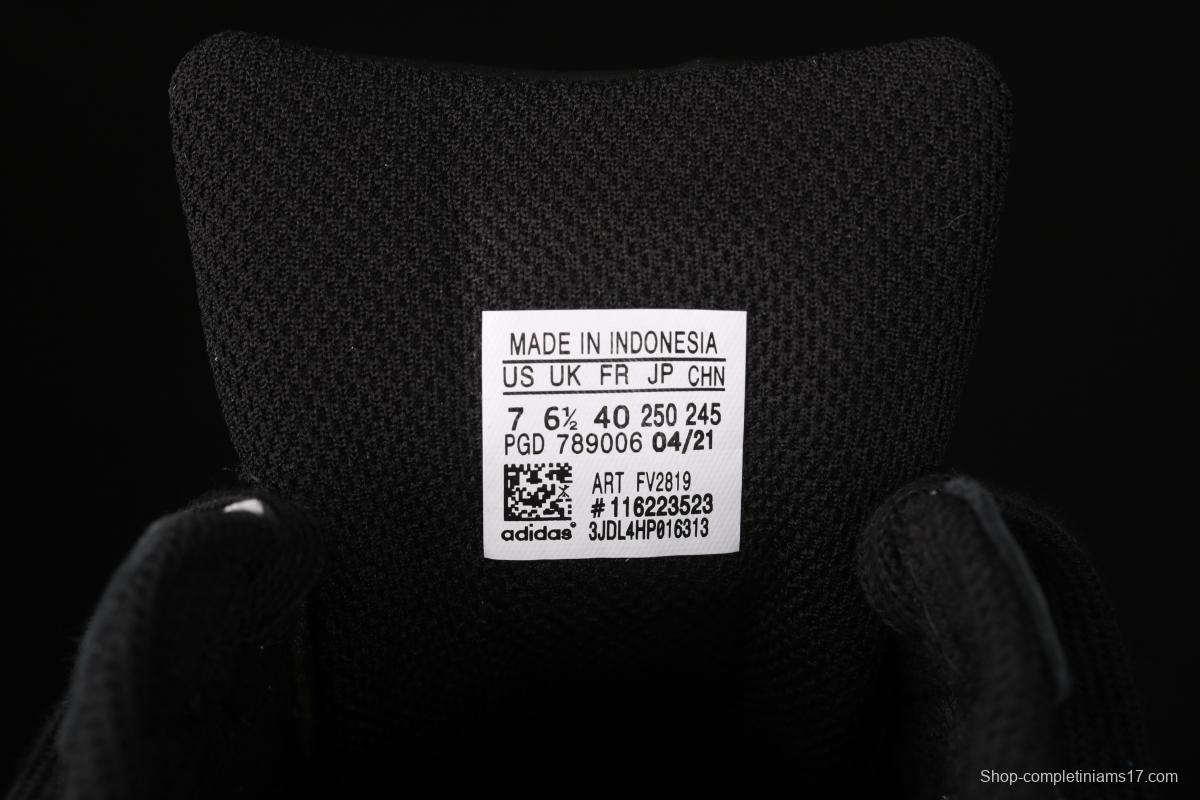 MADE IN INDONESIA
US UK FR JP CHN
7 6½ 40 250 245
PGD 789006 04/21
ART FV2819
#116223523
adidas® 3JDL4HP016313
Shop-completiniams17.com